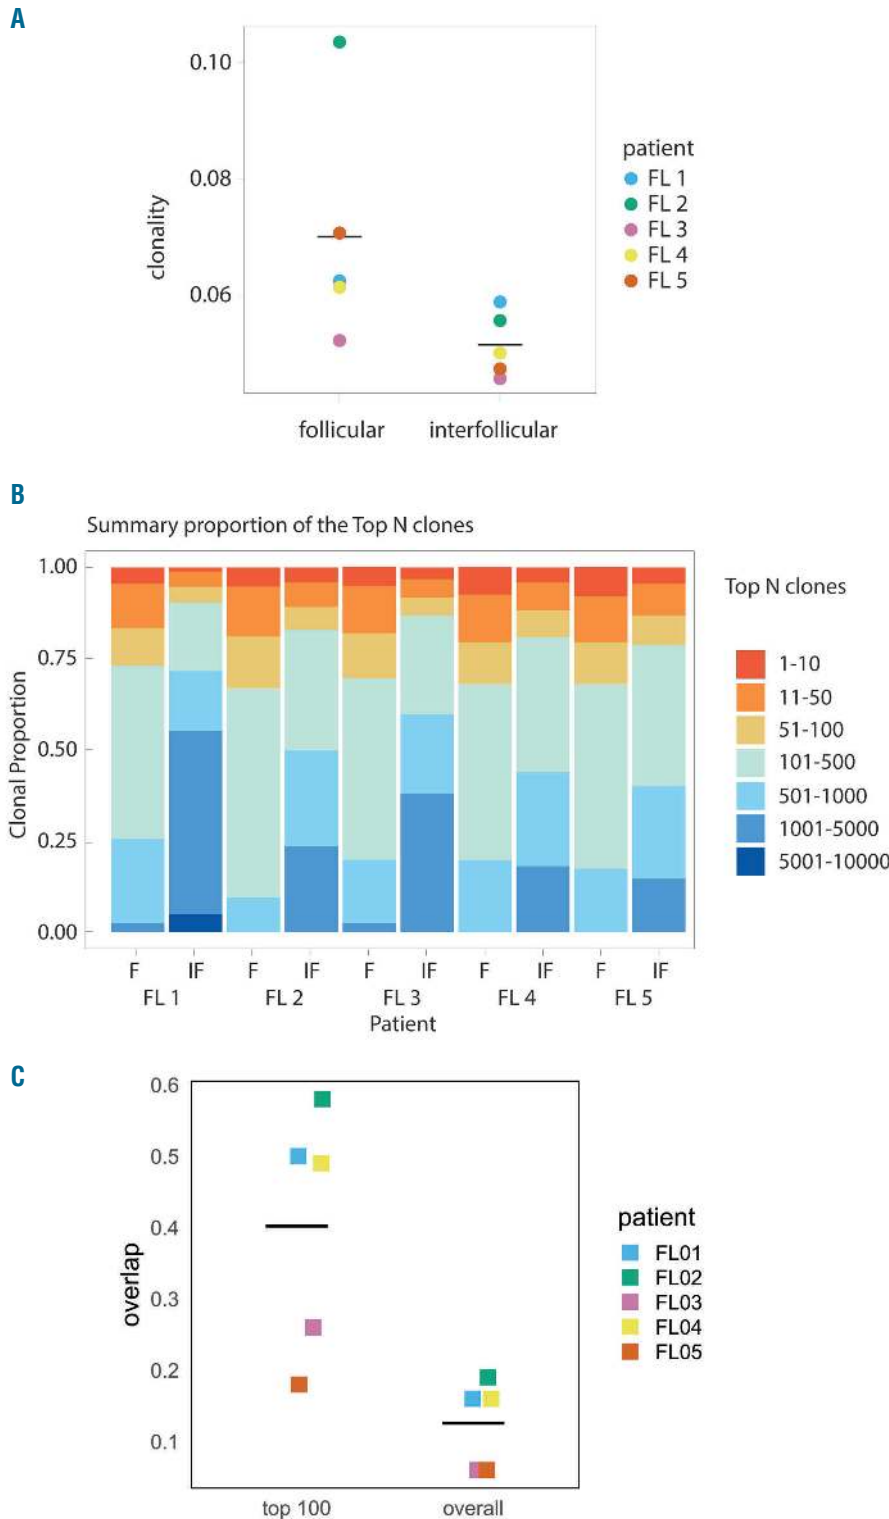 A
0.10
0.08
0.06
clonality
follicular interfollicular
patient
FL 1
FL 2
FL 3
FL 4
FL 5
B
Summary proportion of the Top N clones
1.00
0.75
0.50
0.25
0.00
Clonal Proportion
F IF F IF F IF F IF F IF
FL 1 FL 2 FL 3 FL 4 FL 5
Patient
Top N clones
1-10
11-50
51-100
101-500
501-1000
1001-5000
5001-10000
C
0.6
0.5
0.4
0.3
0.2
0.1
overlap
top 100 overall
patient
FL01
FL02
FL03
FL04
FL05